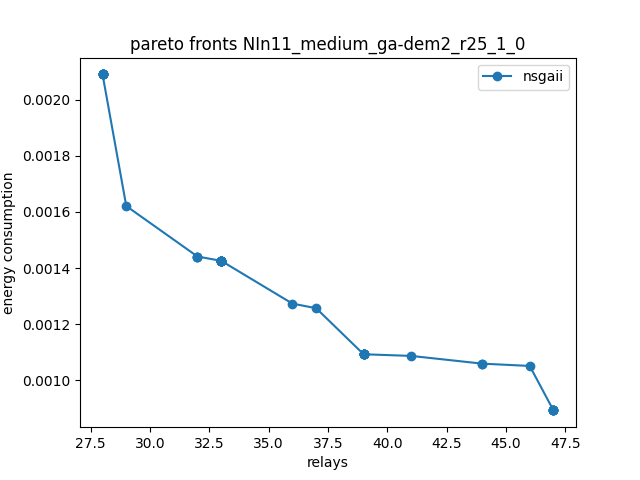 pareto fronts NIn11_medium_ga-dem2_r25_1_0
nsgaii
energy consumption
0.0020
0.0018
0.0016
0.0014
0.0012
0.0010
27.5 30.0 32.5 35.0 37.5 40.0 42.5 45.0 47.5
relays